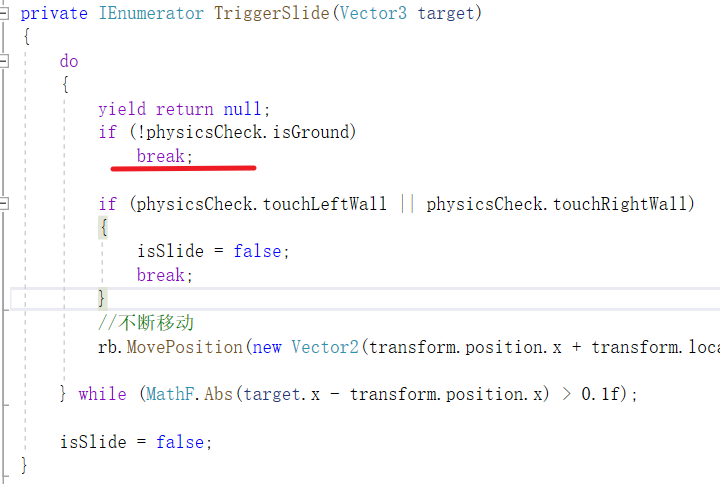 private IEnumerator TriggerSlide(Vector3 target)
{
do
{
yield return null;
if (!physicsCheck.isGround)
break;
if (physicsCheck.touchLeftWall || physicsCheck.touchRightWall)
{
isSlide = false;
break;
}
//不断移动
rb.MovePosition(new Vector2(transform.position.x + transform.loca
} while (MathF.Abs(target.x - transform.position.x) > 0.1f);
isSlide = false;
}